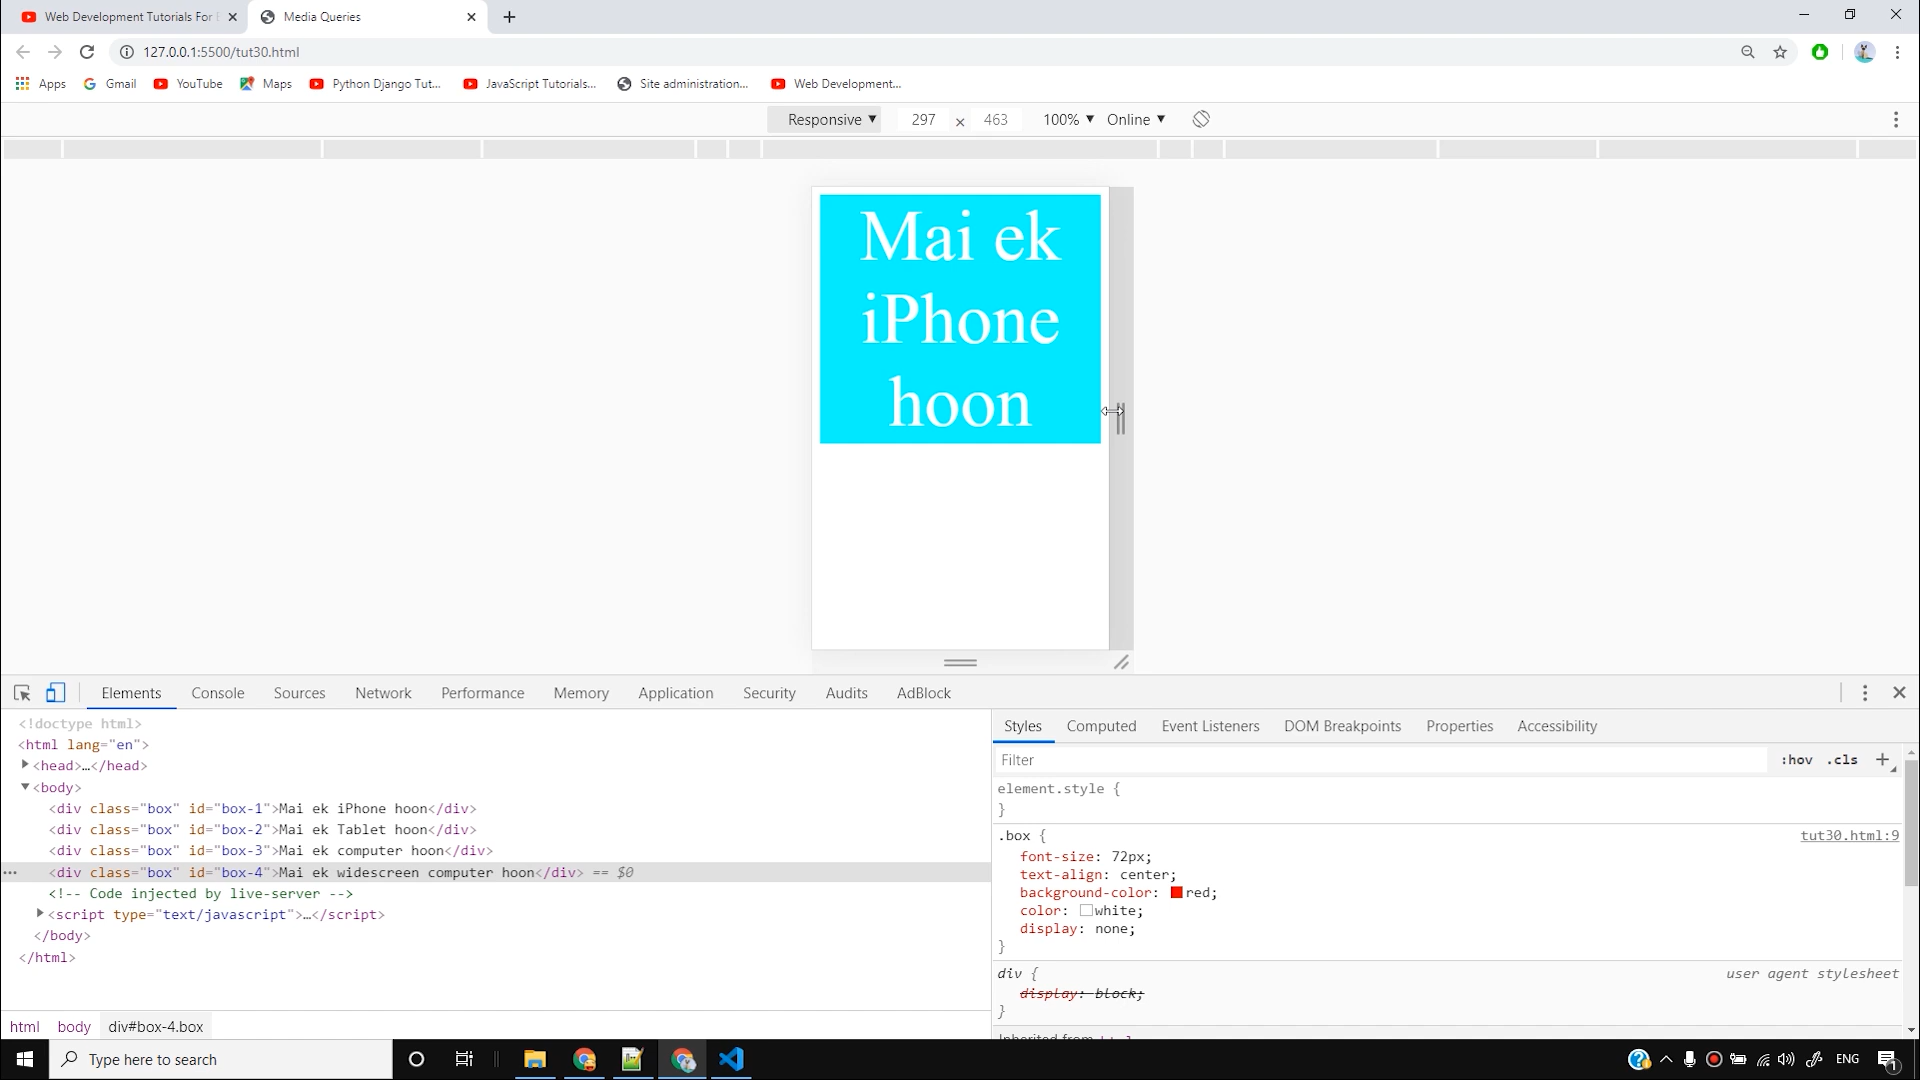 Web Development Tutorials For
Media Queries
127.0.0.1:5500/tut30.html
Apps
Gmail
YouTube
Maps
Python Django Tut...
JavaScript Tutorials...
Site administration...
Web Development...
Responsive ▼ 297 × 463 100% ▼ Online ▼
Mai ek
iPhone
hoon
Elements Console Sources Network Performance Memory Application Security Audits AdBlock
<!doctype html>
<html lang="en">
<head>…</head>
<body>
<div class="box" id="box-1">Mai ek iPhone hoon</div>
<div class="box" id="box-2">Mai ek Tablet hoon</div>
<div class="box" id="box-3">Mai ek computer hoon</div>
<div class="box" id="box-4">Mai ek widescreen computer hoon</div> == $0
<!-- Code injected by live-server -->
<script type="text/javascript">…</script>
</body>
</html>
html body div#box-4.box
Styles Computed Event Listeners DOM Breakpoints Properties Accessibility
Filter :hov .cls +
element.style {
}
.box { tut30.html:9
font-size: 72px;
text-align: center;
background-color: red;
color: white;
display: none;
}
div { user agent stylesheet
display: block;
}
Inherited from html
Type here to search
ENG
1